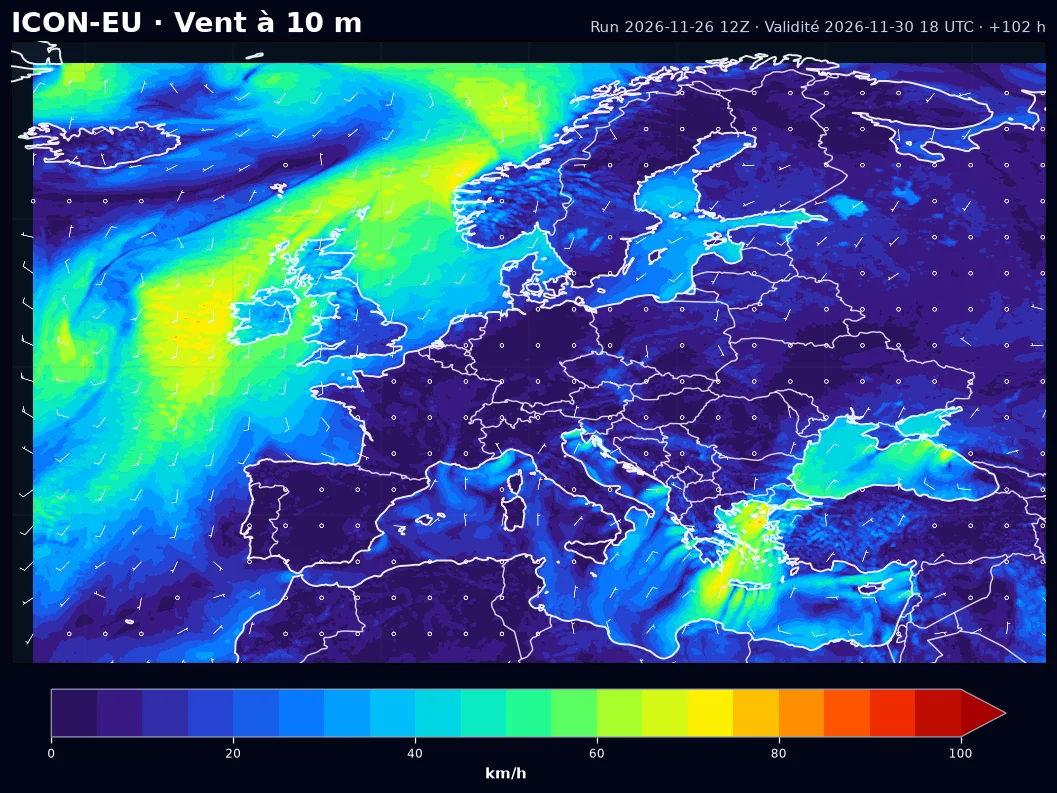 ICON-EU · Vent à 10 m
Run 2026-11-26 12Z · Validité 2026-11-30 18 UTC · +102 h
0 20 40 60 80 100
km/h